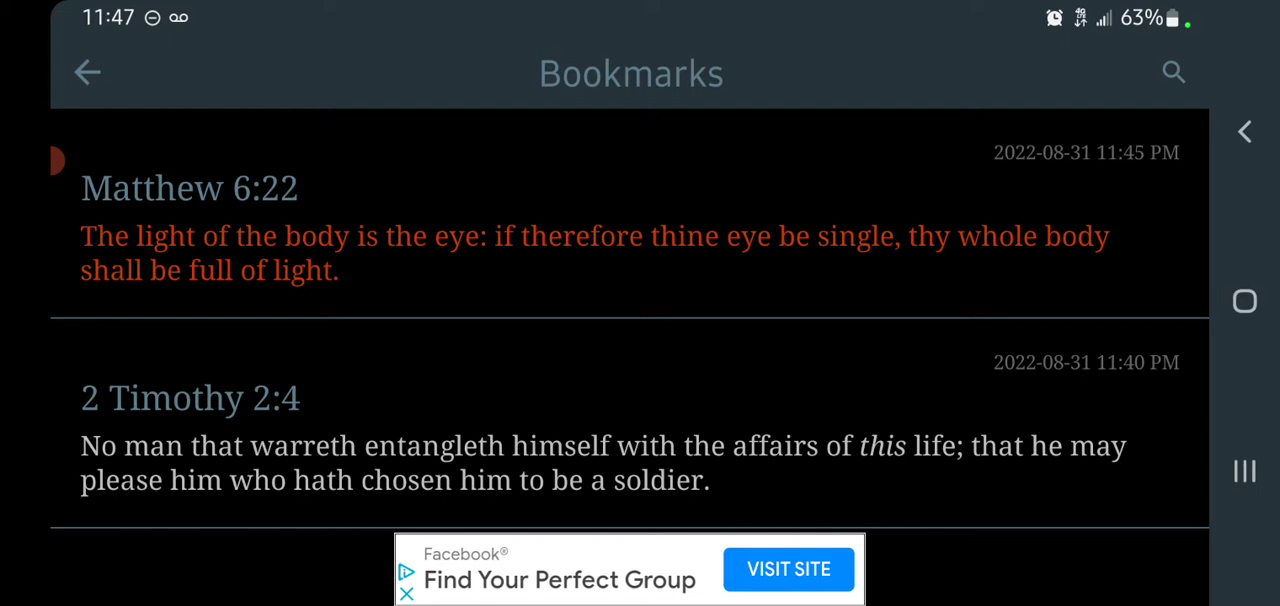 11:47
63%
Bookmarks
2022-08-31 11:45 PM
Matthew 6:22
The light of the body is the eye: if therefore thine eye be single, thy whole body
shall be full of light.
2022-08-31 11:40 PM
2 Timothy 2:4
No man that warreth entangleth himself with the affairs of this life; that he may
please him who hath chosen him to be a soldier.
Facebook®
Find Your Perfect Group
VISIT SITE